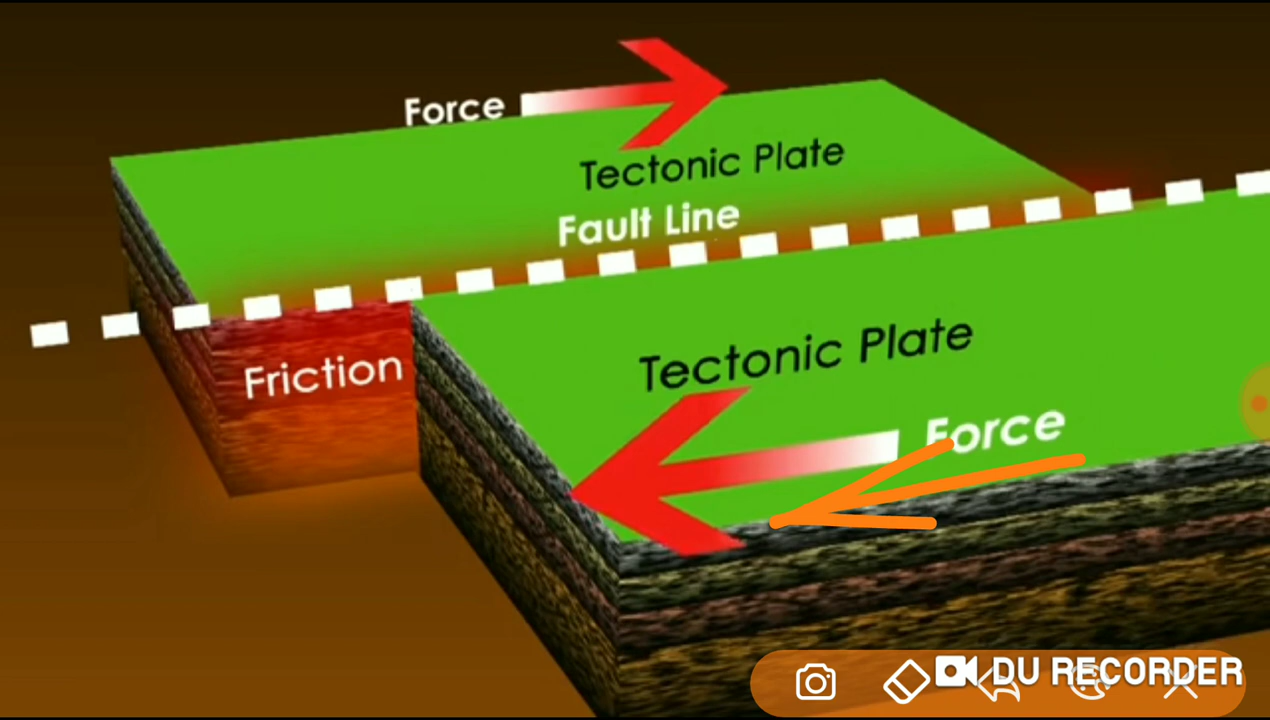 Force
Tectonic Plate
Fault Line
Friction
Tectonic Plate
Force
DU RECORDER